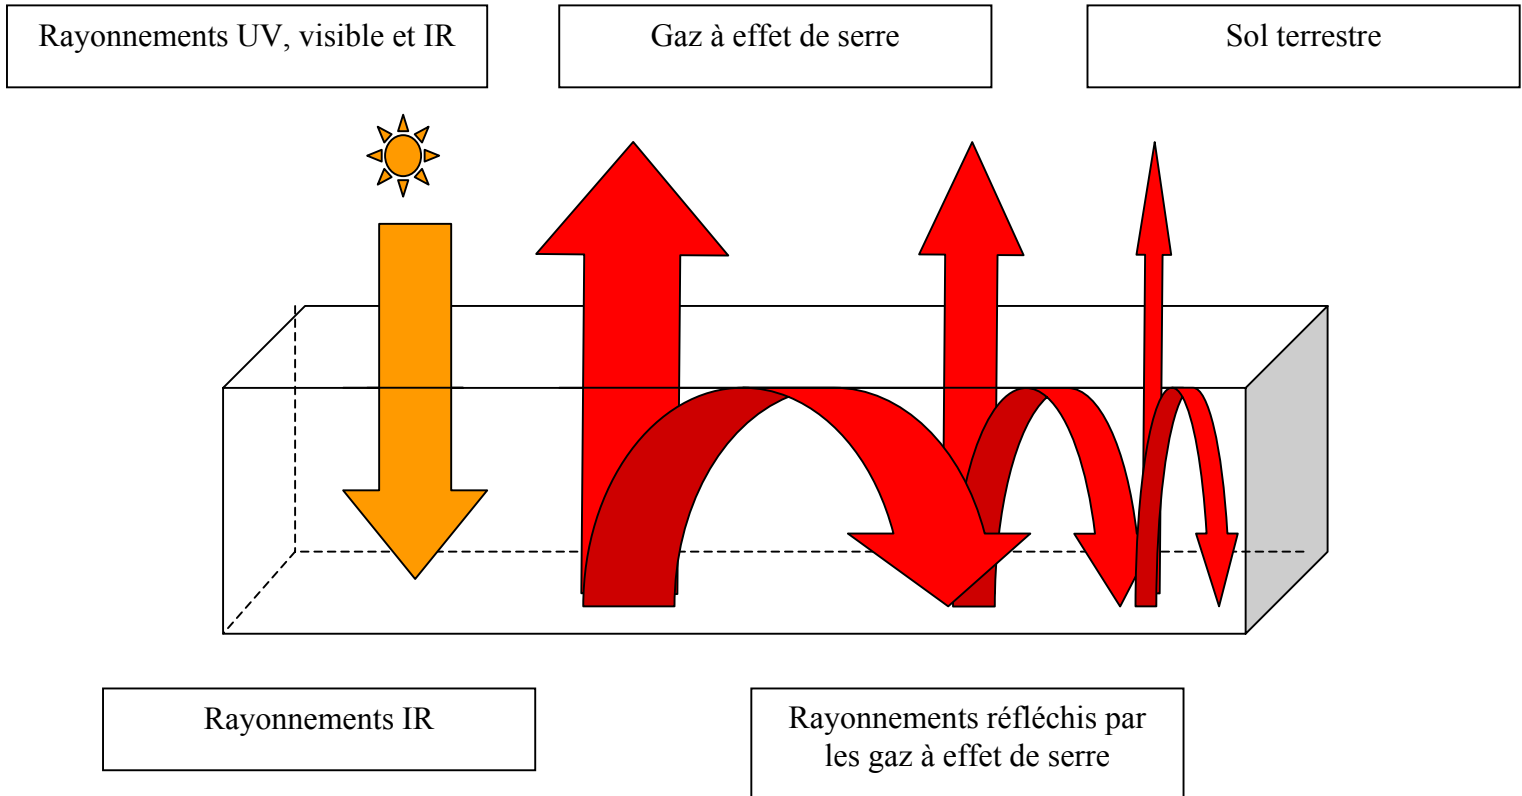 Rayonnements UV, visible et IR
Gaz à effet de serre
Sol terrestre
Rayonnements IR
Rayonnements réfléchis par
les gaz à effet de serre